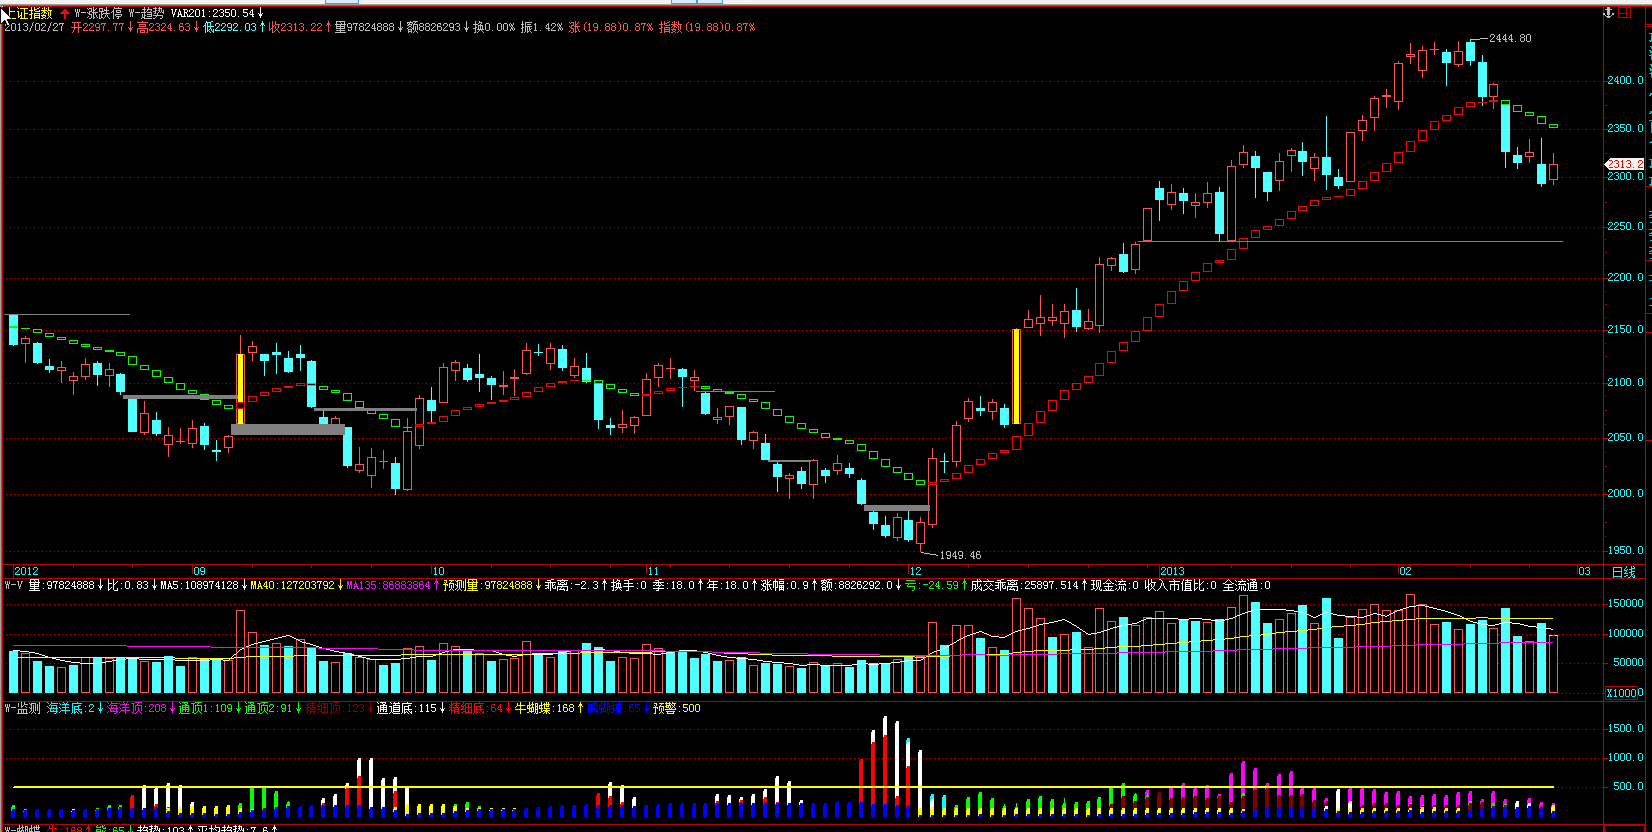 上证指数 ↑ W-涨跌停 W-趋势 VAR201:2350.54↓
2013/02/27 开2297.77↓高2324.63↓低2292.03↑收2313.22↑量97824888↓额8826293↓换0.00% 振1.42% 涨(19.88)0.87% 指数(19.88)0.87%
2444.80
2400.0
2350.0
2313.2
2300.0
2250.0
2200.0
2150.0
2100.0
2050.0
2000.0
1950.0
1949.46
2012 09 10 11 12 2013 02 03 日线
W-V 量:97824888↓比:0.83↓MA5:108974128↓MA40:127203792↓MA135:86883864↑预测量:97824888↓乖离:-2.3↑换手:0 季:18.0↑年:18.0↑涨幅:0.9↑额:8826292.0↓亏:-24.59↑成交乖离:25897.514↑现金流:0 收入市值比:0 全流通:0
150000
100000
50000
X10000
W-监测 海洋底:2↓海洋顶:208↓通顶1:109↓通顶2:91↓精细顶:123↓通道底:115↓精细底:64↓牛蝴蝶:168↑熊蝴蝶:65↓预警:500
1500.0
1000.0
500.0
W-蝴蝶 牛:168↑熊:65↓趋势:103↑平均趋势:7.6↑